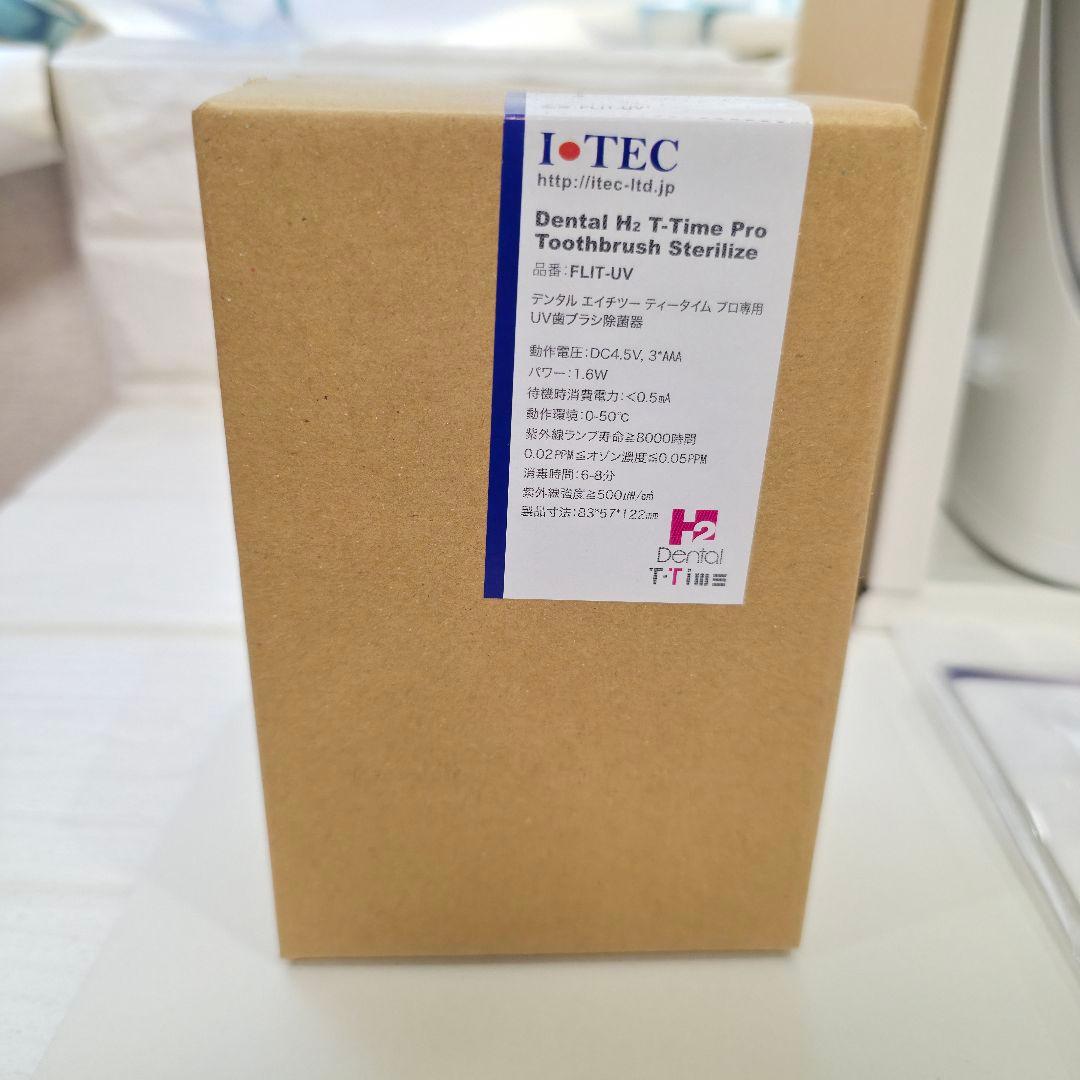 I•TEC
http://itec-ltd.jp
Dental H2 T-Time Pro
Toothbrush Sterilize
品番:FLIT-UV
デンタル エイチツー ティータイム プロ専用
UV歯ブラシ除菌器
動作電圧:DC4.5V, 3*AAA
パワー:1.6W
待機時消費電力:<0.5mA
動作環境:0-50℃
紫外線ランプ寿命≧8000時間
0.02PPM≦オゾン濃度≦0.05PPM
消毒時間:6-8分
紫外線強度≧500㎼/㎠
製品寸法:83*57*122mm
H2
Dental
T-Time